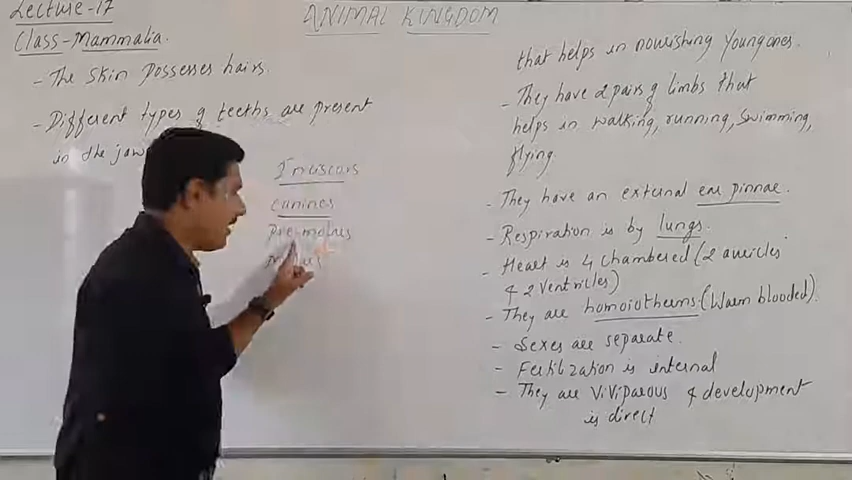 Lecture-17
ANIMAL KINGDOM
Class-Mammalia.
- The skin possesses hairs.
- Different types of teeths are present
in the jaw
Inuscors
canines
Pre-molars
- that helps in nourishing young ones.
- They have 2 pairs of limbs that
helps in walking, running, swimming,
flying.
- They have an external ear pinnae.
- Respiration is by lungs.
- Heart is 4 chambered (2 auricles
& 2 ventricles)
- They are homoiotherms. (Warm blooded).
- Sexes are separate.
- Fertilization is internal
- They are viviparous & development
is direct